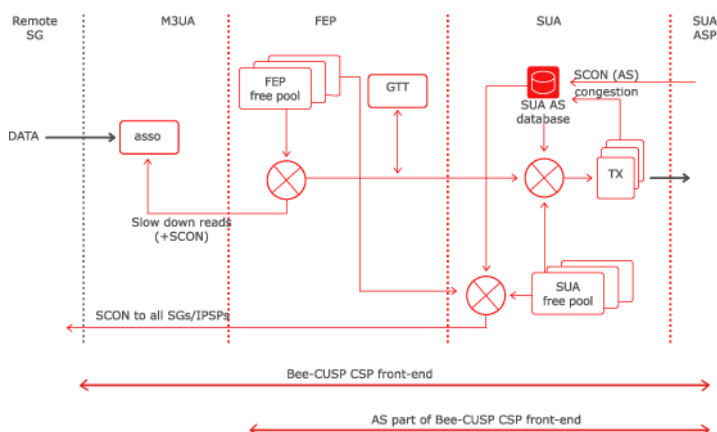 Remote
SG
M3UA
FEP
SUA
SUA
ASP
FEP
free pool
GTT
SCON (AS)
congestion
SUA AS
database
DATA
asso
TX
Slow down reads
(+SCON)
SUA
free pool
SCON to all SGs/IPSPs
Bee-CUSP CSP front-end
AS part of Bee-CUSP CSP front-end